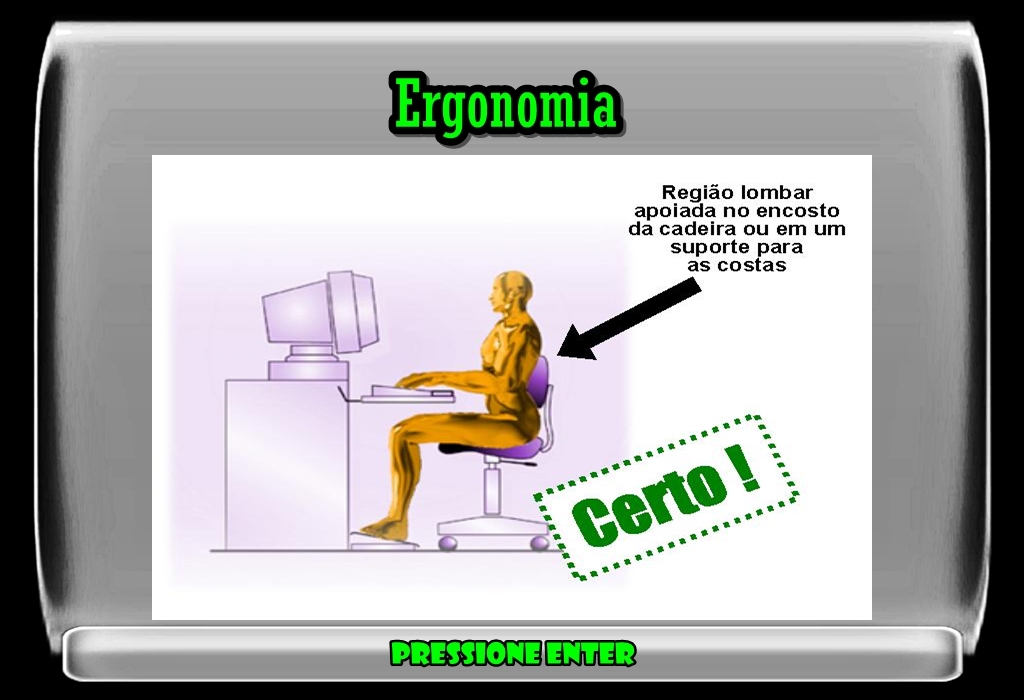 Ergonomia
Região lombar
apoiada no encosto
da cadeira ou em um
suporte para
as costas
Certo !
PRESSIONE ENTER